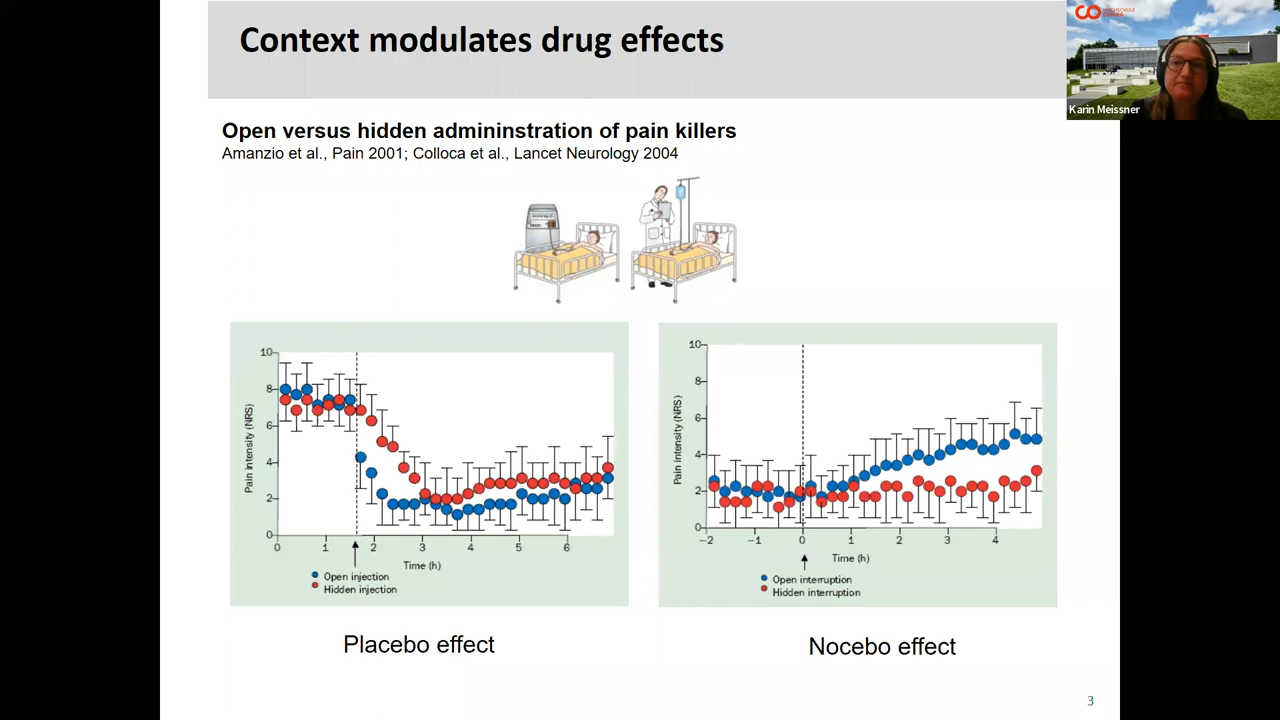 Context modulates drug effects
CO HOCHSCHULE COBURG
Karin Meissner
Open versus hidden admininstration of pain killers
Amanzio et al., Pain 2001; Colloca et al., Lancet Neurology 2004
10
8
6
4
2
0
Pain intensity (NRS)
0 1 2 3 4 5 6
Time (h)
Open injection
Hidden injection
10
8
6
4
2
0
Pain intensity (NRS)
−2 −1 0 1 2 3 4
Time (h)
Open interruption
Hidden interruption
Placebo effect
Nocebo effect
3